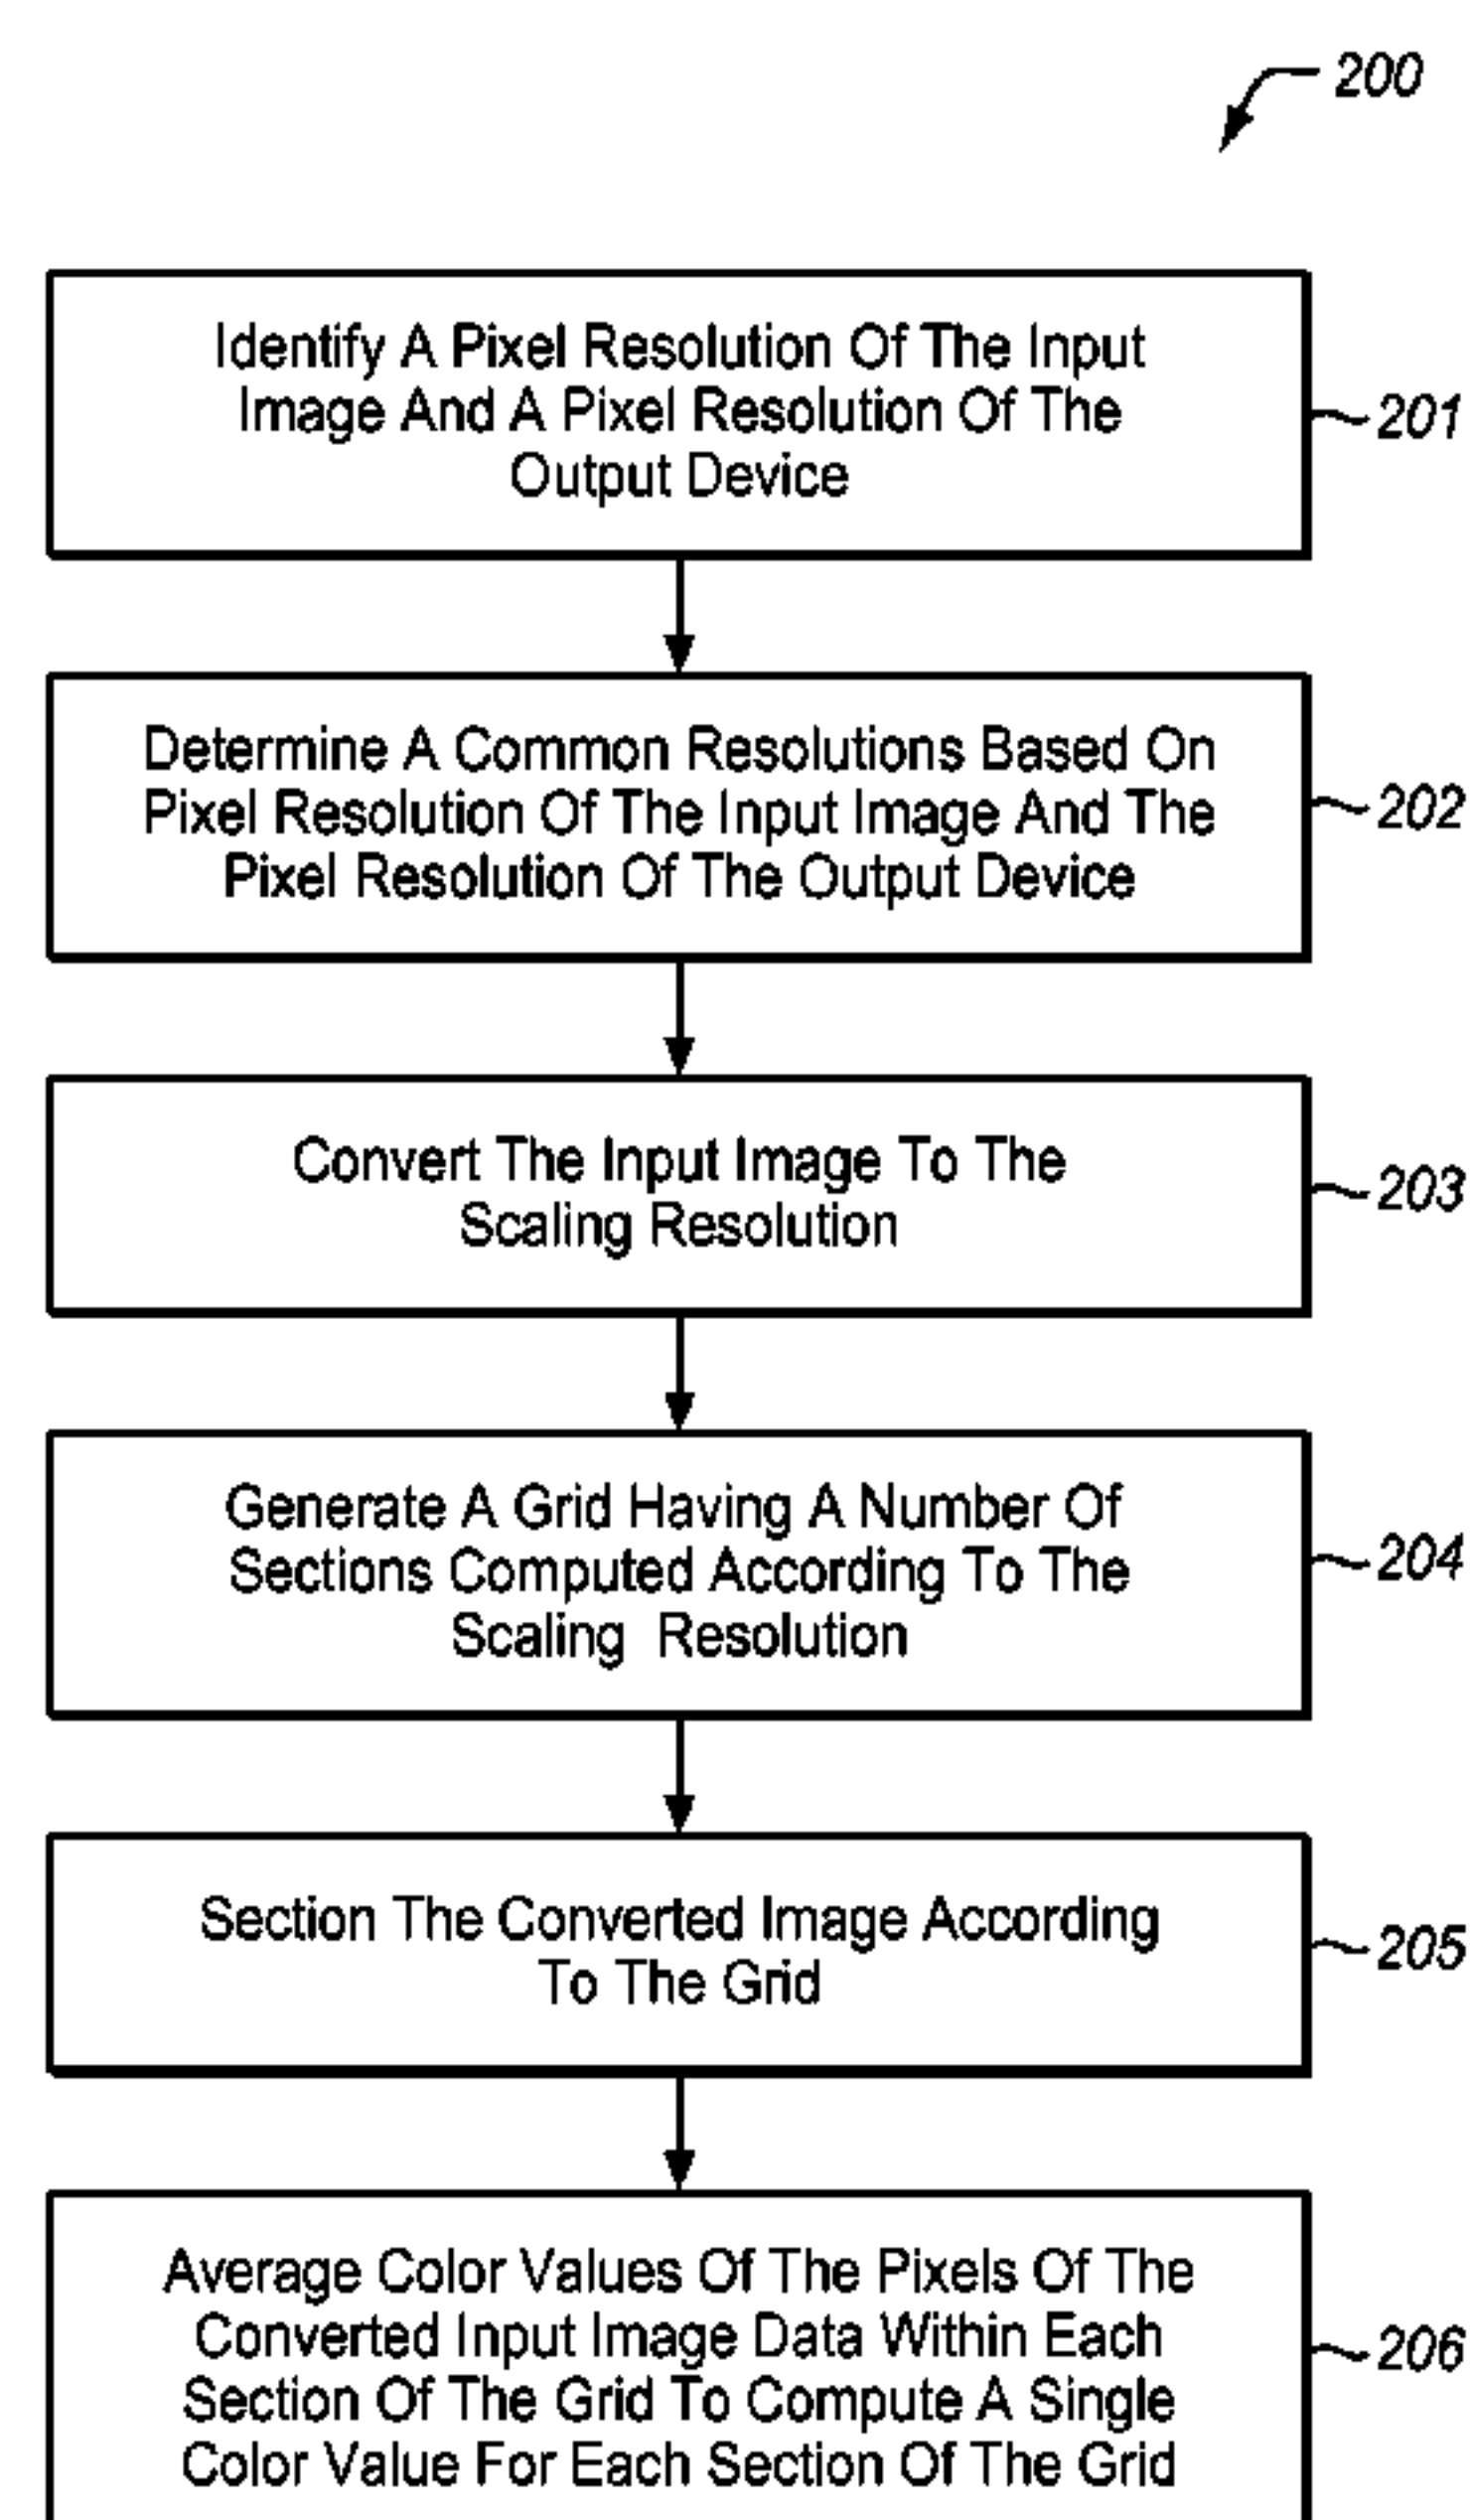 200
Identify A Pixel Resolution Of The Input
Image And A Pixel Resolution Of The
Output Device
201
Determine A Common Resolutions Based On
Pixel Resolution Of The Input Image And The
Pixel Resolution Of The Output Device
202
Convert The Input Image To The
Scaling Resolution
203
Generate A Grid Having A Number Of
Sections Computed According To The
Scaling Resolution
204
Section The Converted Image According
To The Grid
205
Average Color Values Of The Pixels Of The
Converted Input Image Data Within Each
Section Of The Grid To Compute A Single
Color Value For Each Section Of The Grid
206